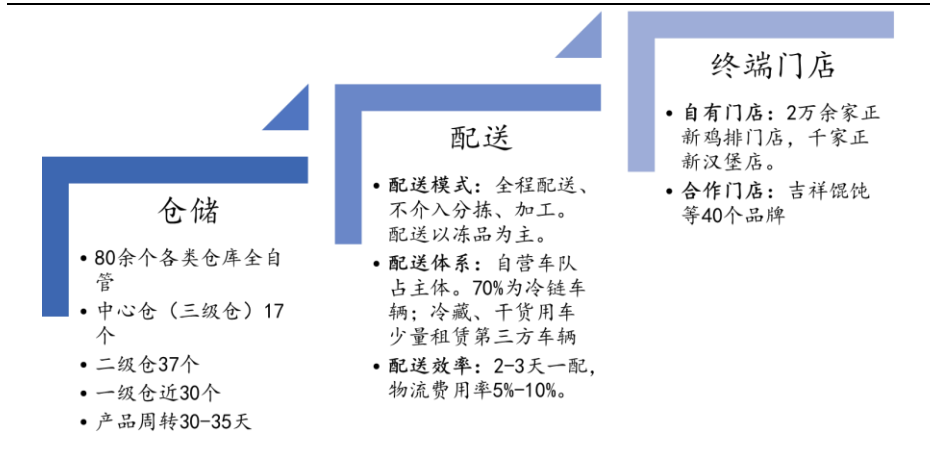 仓储
• 80余个各类仓库全自
管
• 中心仓（三级仓）17
个
• 二级仓37个
• 一级仓近30个
• 产品周转30-35天
配送
• 配送模式：全程配送、
不介入分拣、加工。
配送以冻品为主。
• 配送体系：自营车队
占主体。70%为冷链车
辆；冷藏、干货用车
少量租赁第三方车辆
• 配送效率：2-3天一配，
物流费用率5%-10%。
终端门店
• 自有门店：2万余家正
新鸡排门店，千家正
新汉堡店。
• 合作门店：吉祥馄饨
等40个品牌